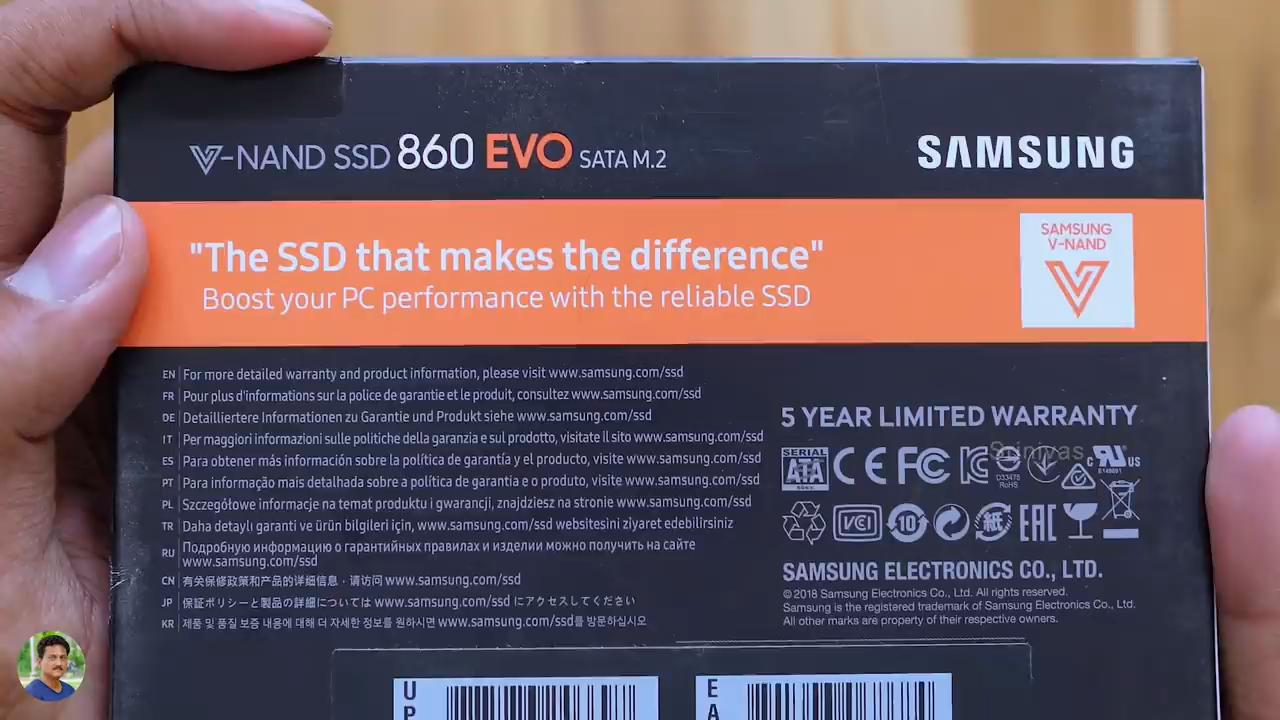 V-NAND SSD 860 EVO SATA M.2
SAMSUNG
"The SSD that makes the difference"
Boost your PC performance with the reliable SSD
SAMSUNG
V-NAND
EN For more detailed warranty and product information, please visit www.samsung.com/ssd
FR Pour plus d'informations sur la police de garantie et le produit, consultez www.samsung.com/ssd
DE Detailliertere Informationen zu Garantie und Produkt siehe www.samsung.com/ssd
IT Per maggiori informazioni sulle politiche della garanzia e sul prodotto, visitate Il sito www.samsung.com/ssd
ES Para obtener más información sobre la política de garantía y el producto, visite www.samsung.com/ssd
PT Para informação mais detalhada sobre a política de garantia e o produto, visite www.samsung.com/ssd
PL Szczegółowe informacje na temat produktu i gwarancji, znajdziesz na stronie www.samsung.com/ssd
TR Daha detaylı garanti ve ürün bilgileri için, www.samsung.com/ssd websitesini ziyaret edebilirsiniz
RU Подробную информацию о гарантийных правилах и изделии можно получить на сайте
www.samsung.com/ssd
CN 有关保修政策和产品的详细信息，请访问 www.samsung.com/ssd
JP 保証ポリシーと製品の詳細については www.samsung.com/ssd にアクセスしてください
KR 제품 및 품질 보증 내용에 대해 더 자세한 정보를 원하시면 www.samsung.com/ssd를 방문하십시오
5 YEAR LIMITED WARRANTY
SERIAL
ATA
CE FC KC
Srinivas
D33475
RoHS
C UL US
E149091
VCI 10 紙 EAC
SAMSUNG ELECTRONICS CO., LTD.
© 2018 Samsung Electronics Co., Ltd. All rights reserved.
Samsung is the registered trademark of Samsung Electronics Co., Ltd.
All other marks are property of their respective owners.
U
P
E
A